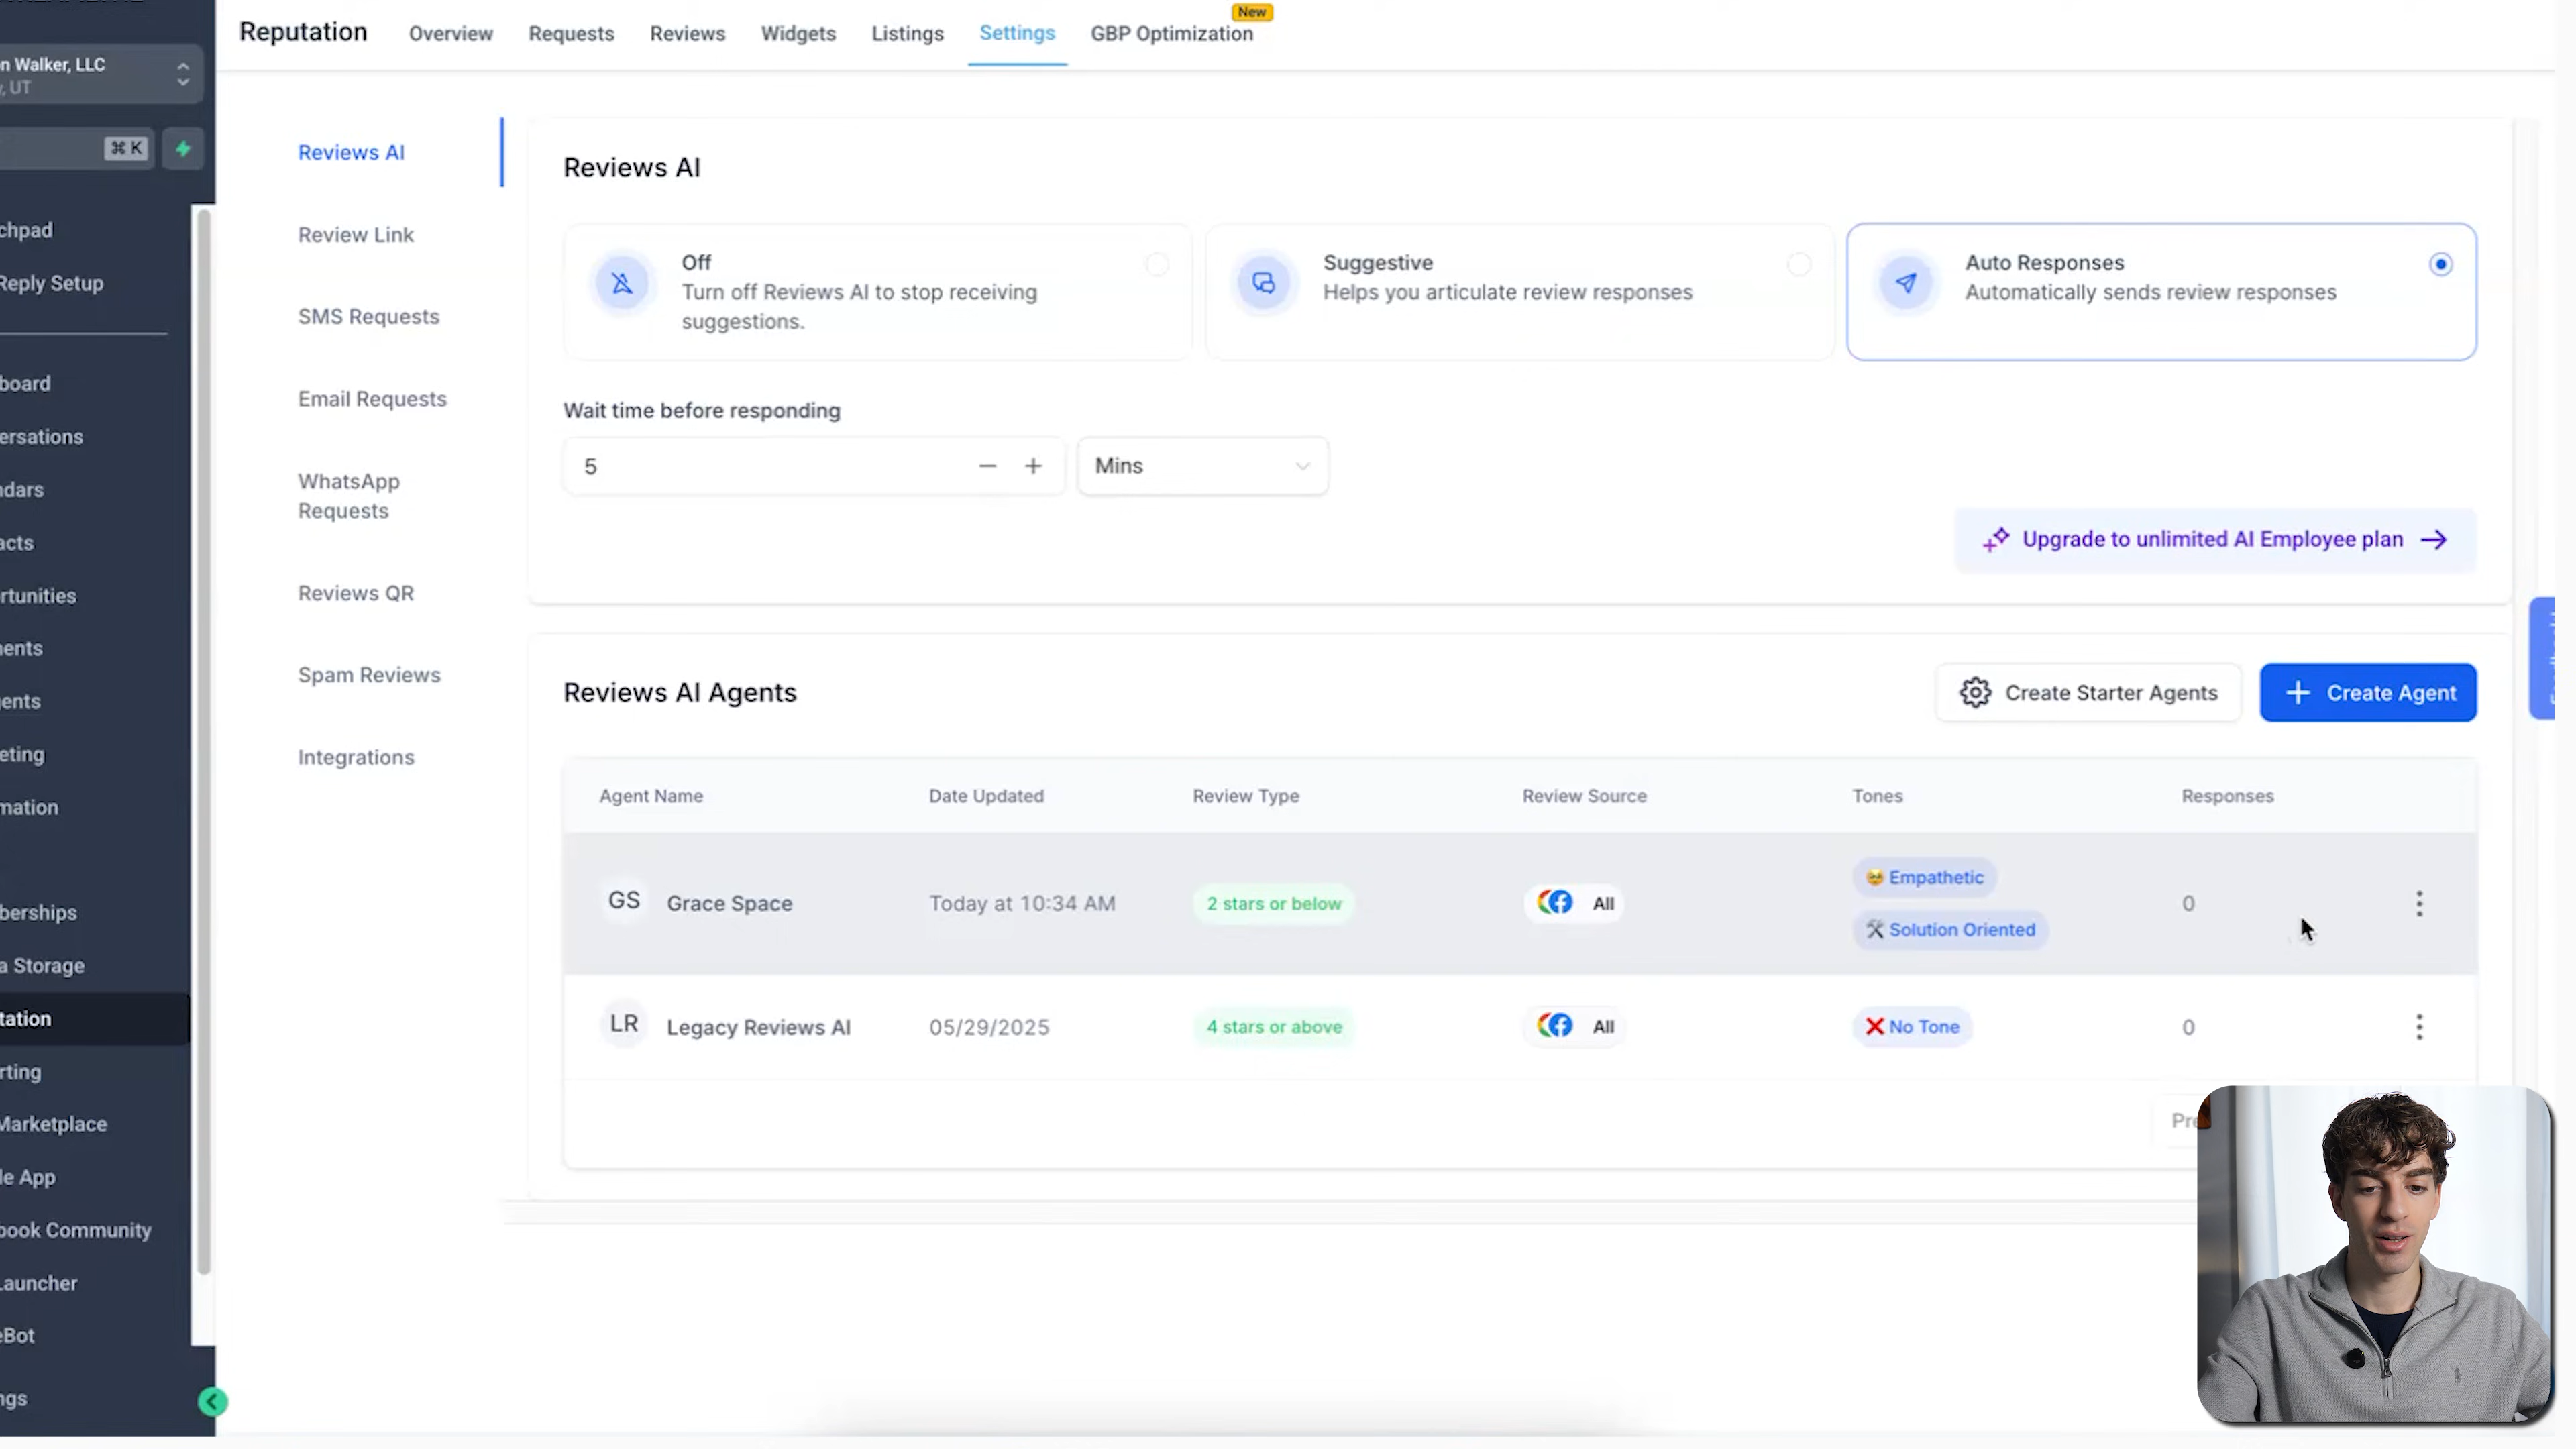 Reputation
Overview
Requests
Reviews
Widgets
Listings
Settings
GBP Optimization
New
n Walker, LLC
, UT
⌘ K
chpad
Reply Setup
board
ersations
ndars
acts
rtunities
nents
gents
eting
mation
berships
a Storage
tation
rting
Marketplace
le App
book Community
Launcher
eBot
ngs
Reviews AI
Review Link
SMS Requests
Email Requests
WhatsApp
Requests
Reviews QR
Spam Reviews
Integrations
Reviews AI
Off
Turn off Reviews AI to stop receiving
suggestions.
Suggestive
Helps you articulate review responses
Auto Responses
Automatically sends review responses
Wait time before responding
5
Mins
Upgrade to unlimited AI Employee plan
Reviews AI Agents
Create Starter Agents
Create Agent
Agent Name Date Updated Review Type Review Source Tones Responses
GS Grace Space Today at 10:34 AM 2 stars or below All Empathetic 0
Solution Oriented
LR Legacy Reviews AI 05/29/2025 4 stars or above All No Tone 0
Pre